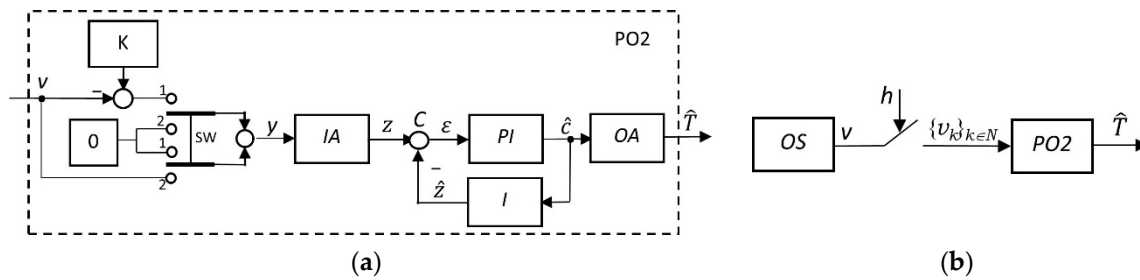 K
PO2
v
−
1
2
0
1
SW
2
y
IA
z
C
ε
−
ẑ
PI
ĉ
I
OA
T̂
(a)
OS
v
h
{v_k}_{k∈N}
PO2
T̂
(b)